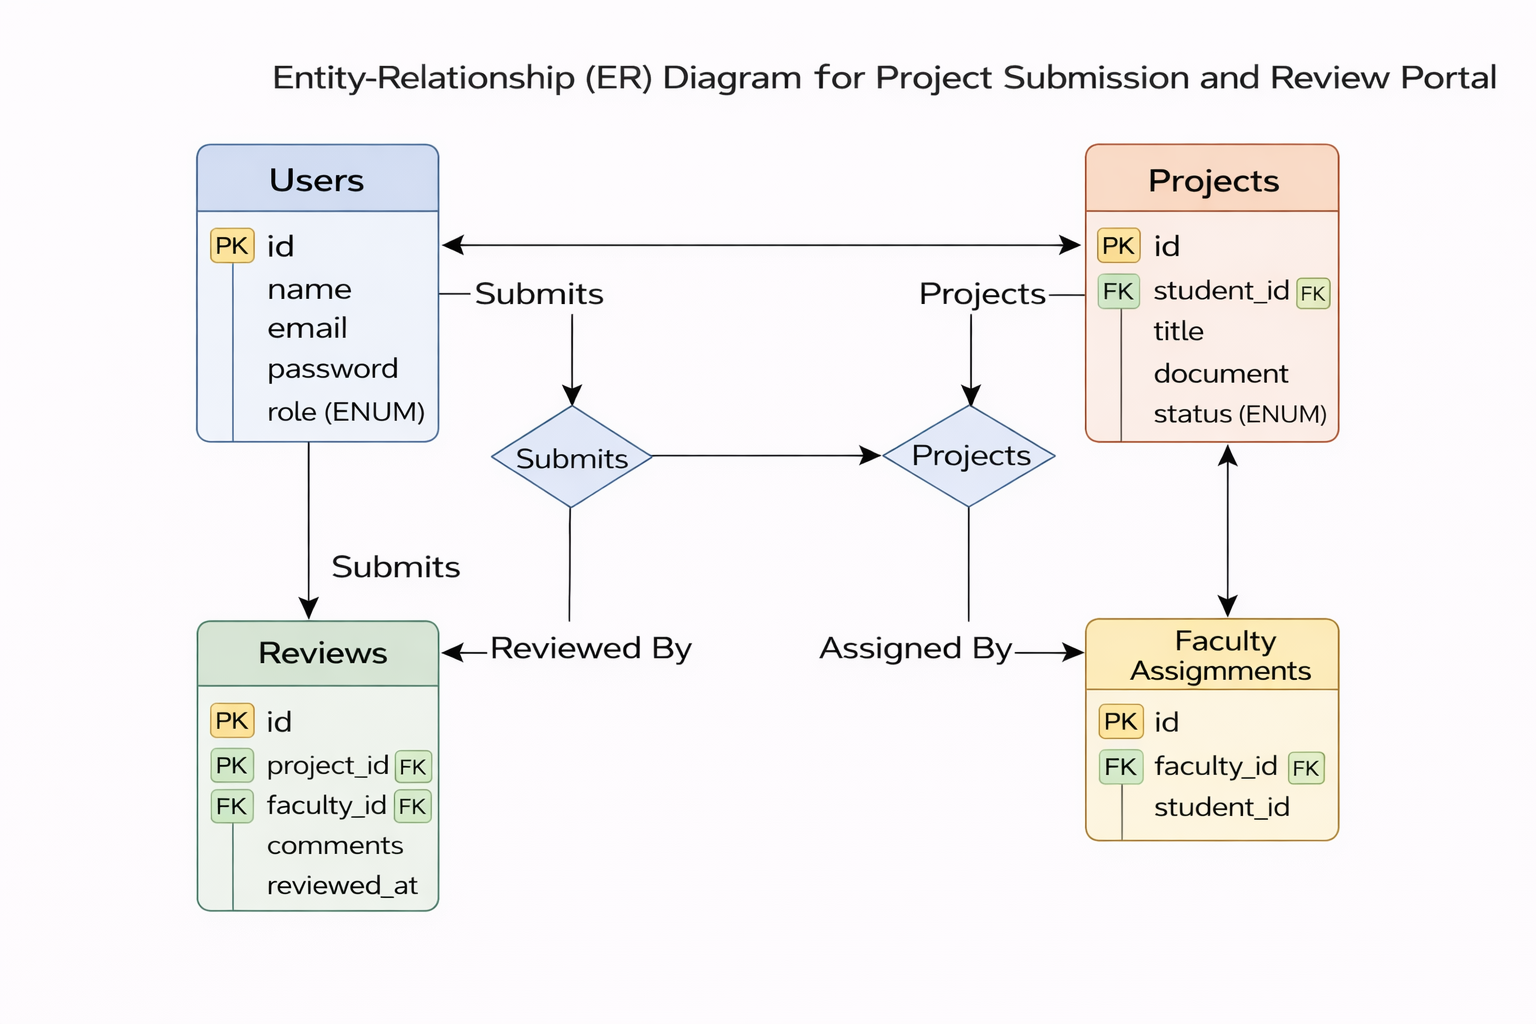 Entity-Relationship (ER) Diagram for Project Submission and Review Portal
Users
PK id
name
email
password
role (ENUM)
Projects
PK id
FK student_id FK
title
document
status (ENUM)
Submits
Projects
Submits
Projects
Submits
Reviewed By
Assigned By
Reviews
PK id
PK project_id FK
FK faculty_id FK
comments
reviewed_at
Faculty
Assigmments
PK id
FK faculty_id FK
student_id